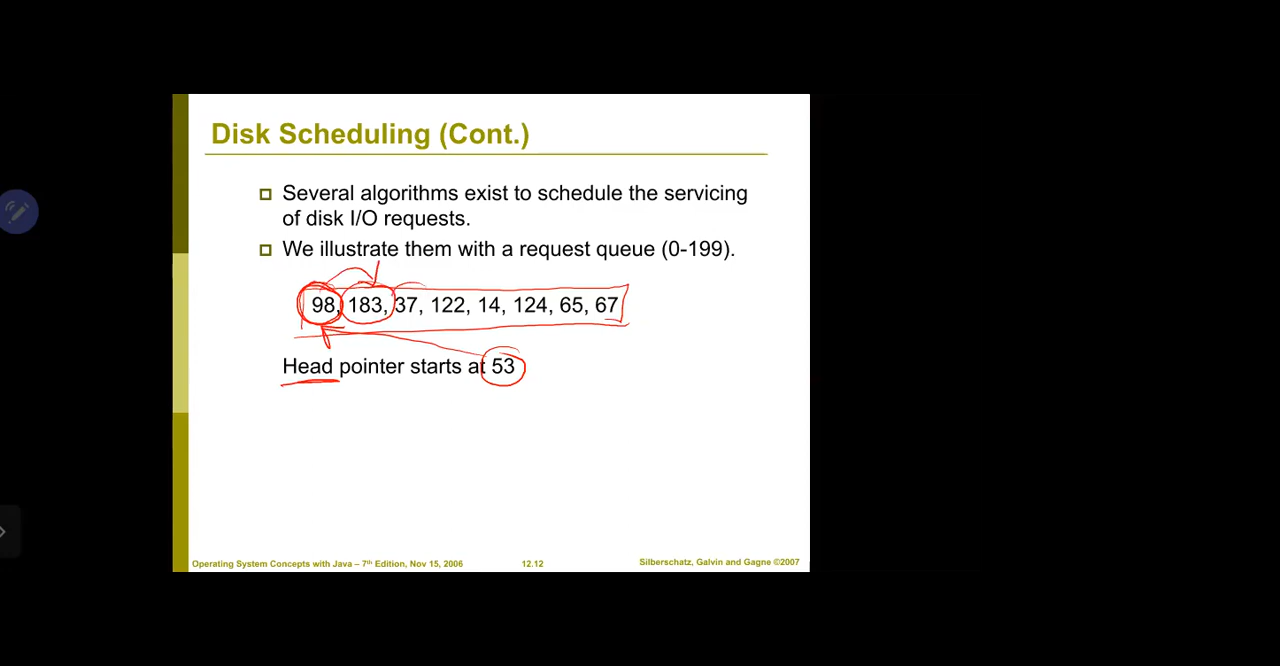 Disk Scheduling (Cont.)
Several algorithms exist to schedule the servicing
of disk I/O requests.
We illustrate them with a request queue (0-199).
98, 183, 37, 122, 14, 124, 65, 67
Head pointer starts at 53
Operating System Concepts with Java – 7th Edition, Nov 15, 2006
12.12
Silberschatz, Galvin and Gagne ©2007